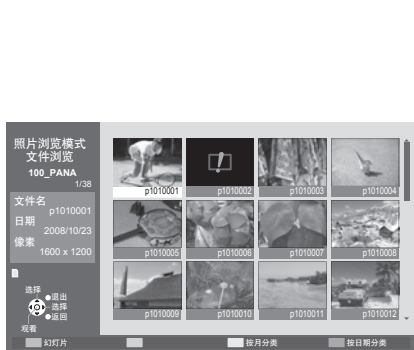 照片浏览模式
文件浏览
100_PANA
1/38
文件名
p1010001
日期
2008/10/23
像素
1600 x 1200
选择
退出
选择
返回
观看
p1010001
p1010002
p1010003
p1010004
p1010005
p1010006
p1010007
p1010008
p1010009
p1010010
p1010011
p1010012
幻灯片
按月分类
按日期分类